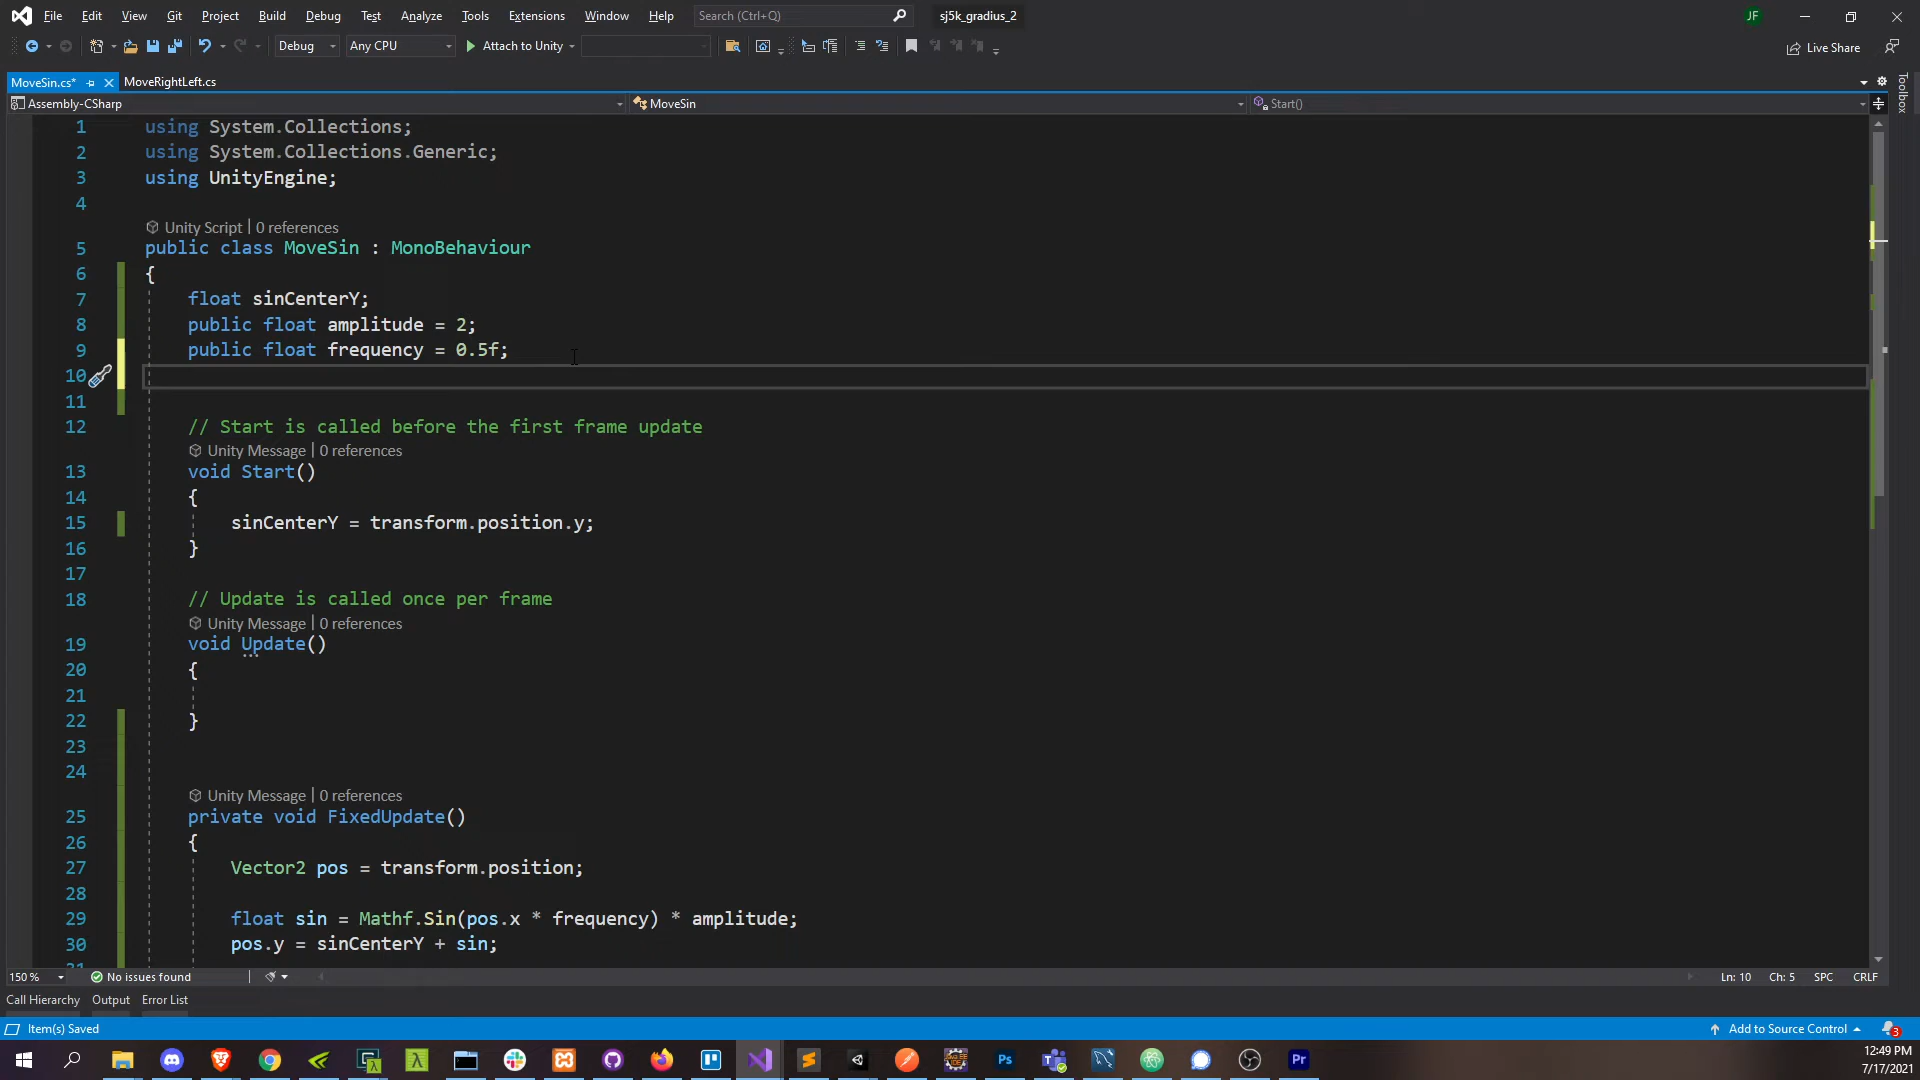 File Edit View Git Project Build Debug Test Analyze Tools Extensions Window Help Search (Ctrl+Q) sj5k_gradius_2 JF
Debug Any CPU Attach to Unity Live Share
MoveSin.cs* MoveRightLeft.cs
Toolbox
Assembly-CSharp MoveSin Start()
1 using System.Collections;
2 using System.Collections.Generic;
3 using UnityEngine;
4
Unity Script | 0 references
5 public class MoveSin : MonoBehaviour
6 {
7 float sinCenterY;
8 public float amplitude = 2;
9 public float frequency = 0.5f;
10
11
12 // Start is called before the first frame update
Unity Message | 0 references
13 void Start()
14 {
15 sinCenterY = transform.position.y;
16 }
17
18 // Update is called once per frame
Unity Message | 0 references
19 void Update()
20 {
21
22 }
23
24
Unity Message | 0 references
25 private void FixedUpdate()
26 {
27 Vector2 pos = transform.position;
28
29 float sin = Mathf.Sin(pos.x * frequency) * amplitude;
30 pos.y = sinCenterY + sin;
150 % No issues found Ln: 10 Ch: 5 SPC CRLF
Call Hierarchy Output Error List
Item(s) Saved Add to Source Control 3
Ps Pr
12:49 PM
7/17/2021